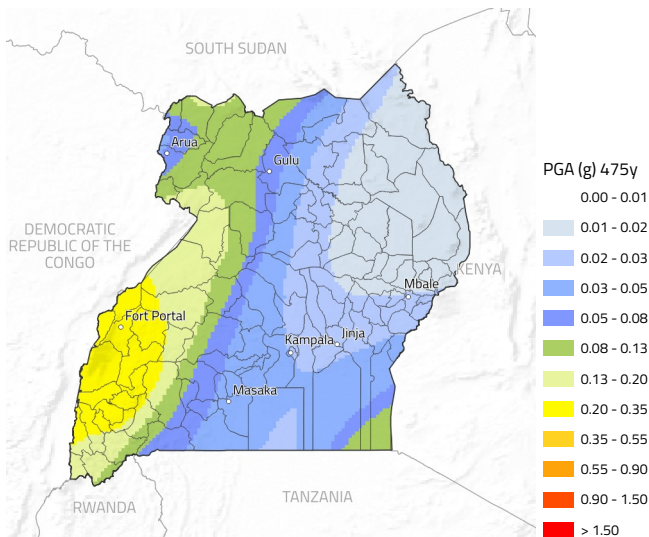 SOUTH SUDAN
Arua
Gulu
DEMOCRATIC
REPUBLIC OF THE
CONGO
KENYA
Mbale
Fort Portal
Kampala
Jinja
Masaka
RWANDA
TANZANIA
PGA (g) 475y
0.00 - 0.01
0.01 - 0.02
0.02 - 0.03
0.03 - 0.05
0.05 - 0.08
0.08 - 0.13
0.13 - 0.20
0.20 - 0.35
0.35 - 0.55
0.55 - 0.90
0.90 - 1.50
> 1.50